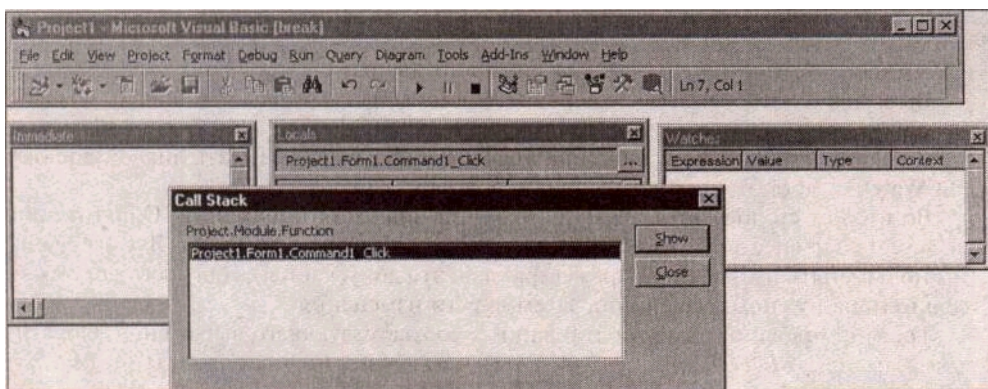 Project1 - Microsoft Visual Basic [break]
File Edit View Project Format Debug Run Query Diagram Tools Add-Ins Window Help
Ln 7, Col 1
Immediate
Locals
Watches
Project1.Form1.Command1_Click
...
Expression Value Type Context
Call Stack
Project.Module.Function
Show
Project1.Form1.Command1_Click
Close